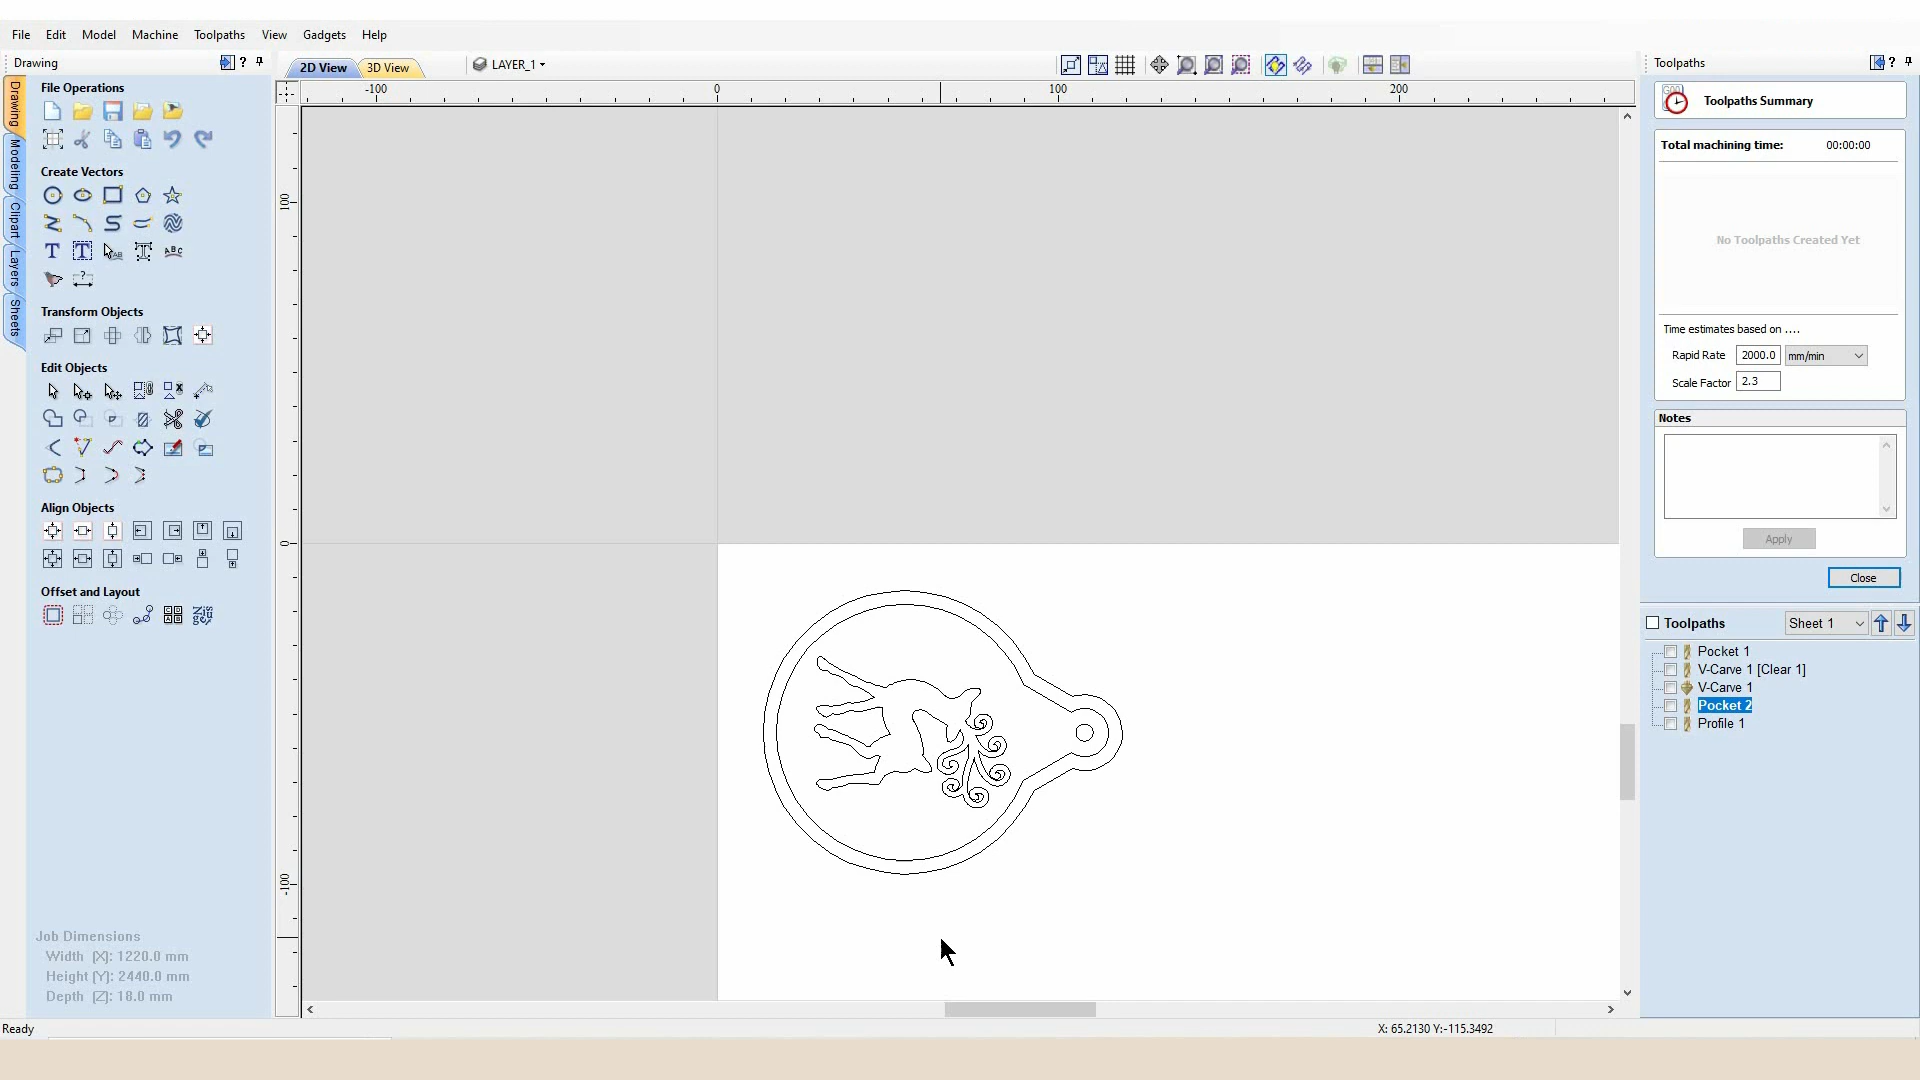 File Edit Model Machine Toolpaths View Gadgets Help
Drawing
2D View
3D View
LAYER_1
Toolpaths
Drawing
Modeling
Clipart
Layers
Sheets
File Operations
Create Vectors
Transform Objects
Edit Objects
Align Objects
Offset and Layout
Job Dimensions
Width (X): 1220.0 mm
Height (Y): 2440.0 mm
Depth (Z): 18.0 mm
-100 0 100 200
100
0
-100
Toolpaths Summary
Total machining time: 00:00:00
No Toolpaths Created Yet
Time estimates based on ....
Rapid Rate 2000.0 mm/min
Scale Factor 2.3
Notes
Apply
Close
Toolpaths Sheet 1
Pocket 1
V-Carve 1 [Clear 1]
V-Carve 1
Pocket 2
Profile 1
Ready
X: 65.2130 Y:-115.3492